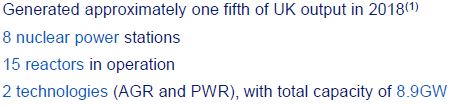 Generated approximately one fifth of UK output in 2018(1)
8 nuclear power stations
15 reactors in operation
2 technologies (AGR and PWR), with total capacity of 8.9GW